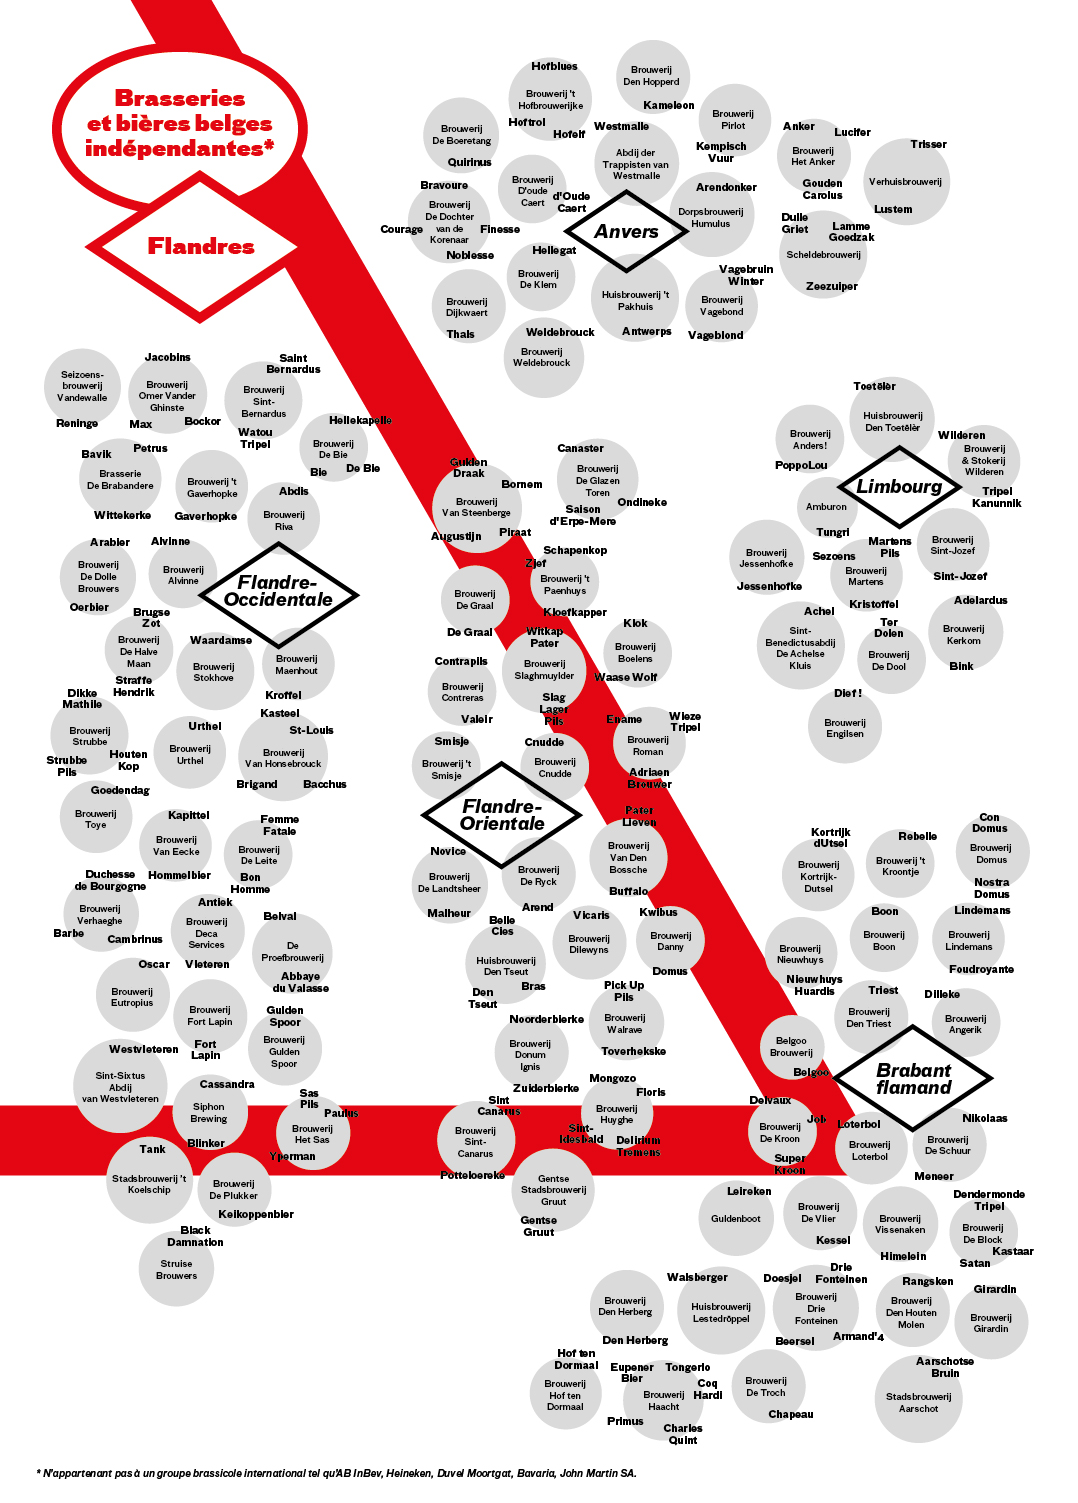 Brasseries
et bières belges
indépendantes*
Flandres
Hofblues
Brouwerij 't
Hofbrouwerijke
Hoftrol
Hofelf
Brouwerij
Den Hopperd
Kameleon
Brouwerij
De Boeretang
Quirinus
Westmalle
Abdij der
Trappisten van
Westmalle
Brouwerij
Pirlot
Kempisch
Vuur
Anker
Lucifer
Brouwerij
Het Anker
Gouden
Carolus
Trisser
Verhuisbrouwerij
Lustem
Bravoure
Brouwerij
De Dochter
van de
Korenaar
Courage
Finesse
Noblesse
Brouwerij
D'oude
Caert
d'Oude
Caert
Arendonker
Dorpsbrouwerij
Humulus
Anvers
Dulle
Griet
Lamme
Goedzak
Scheldebrouwerij
Zeezuiper
Hellegat
Brouwerij
De Klem
Huisbrouwerij 't
Pakhuis
Antwerps
Vagebruin
Winter
Brouwerij
Vagebond
Vageblond
Brouwerij
Dijkwaert
Thals
Weldebrouck
Brouwerij
Weldebrouck
Seizoens-
brouwerij
Vandewalle
Reninge
Jacobins
Brouwerij
Omer Vander
Ghinste
Max
Bockor
Saint
Bernardus
Brouwerij
Sint-
Bernardus
Watou
Tripel
Hellekapelle
Brouwerij
De Bie
Bie
De Bie
Bavik
Petrus
Brasserie
De Brabandere
Wittekerke
Brouwerij 't
Gaverhopke
Gaverhopke
Abdis
Brouwerij
Riva
Arabier
Brouwerij
De Dolle
Brouwers
Oerbier
Alvinne
Brouwerij
Alvinne
Flandre-
Occidentale
Brugse
Zot
Brouwerij
De Halve
Maan
Straffe
Hendrik
Waardamse
Brouwerij
Stokhove
Brouwerij
Maenhout
Kroffel
Dikke
Mathile
Brouwerij
Strubbe
Strubbe
Pils
Houten
Kop
Urthel
Brouwerij
Urthel
Kasteel
St-Louis
Brouwerij
Van Honsebrouck
Brigand
Bacchus
Goedendag
Brouwerij
Toye
Kapittel
Brouwerij
Van Eecke
Hommelbier
Femme
Fatale
Brouwerij
De Leite
Bon
Homme
Duchesse
de Bourgogne
Brouwerij
Verhaeghe
Barbe
Cambrinus
Antiek
Brouwerij
Deca
Services
Vleteren
Belval
De
Proefbrouwerij
Abbaye
du Valasse
Oscar
Brouwerij
Eutropius
Brouwerij
Fort Lapin
Fort
Lapin
Gulden
Spoor
Brouwerij
Gulden
Spoor
Westvleteren
Sint-Sixtus
Abdij
van Westvleteren
Cassandra
Siphon
Brewing
Blinker
Sas
Pils
Paulus
Brouwerij
Het Sas
Yperman
Tank
Stadsbrouwerij 't
Koelschip
Brouwerij
De Plukker
Keikoppenbier
Black
Damnation
Struise
Brouwers
Gulden
Draak
Bornem
Brouwerij
Van Steenberge
Augustijn
Piraat
Canaster
Brouwerij
De Glazen
Toren
Ondineke
Saison
d'Erpe-Mere
Schapenkop
Zjef
Brouwerij 't
Paenhuys
Kloefkapper
Brouwerij
De Graal
De Graal
Witkap
Pater
Brouwerij
Slaghmuylder
Slag
Lager
Pils
Klok
Brouwerij
Boelens
Waase Wolf
Contrapils
Brouwerij
Contreras
Valeir
Ename
Wieze
Tripel
Brouwerij
Roman
Adriaen
Brouwer
Smisje
Brouwerij 't
Smisje
Cnudde
Brouwerij
Cnudde
Flandre-
Orientale
Pater
Lieven
Brouwerij
Van Den
Bossche
Buffalo
Novice
Brouwerij
De Landtsheer
Malheur
Brouwerij
De Ryck
Arend
Belle
Cies
Huisbrouwerij
Den Tseut
Den
Tseut
Bras
Vicaris
Brouwerij
Dilewyns
Kwibus
Brouwerij
Danny
Domus
Pick Up
Pils
Brouwerij
Walrave
Toverhekske
Noorderbierke
Brouwerij
Donum
Ignis
Zuiderbierke
Mongozo
Floris
Brouwerij
Huyghe
Sint-
Idesbald
Delirium
Tremens
Sint
Canarus
Brouwerij
Sint-
Canarus
Potteloereke
Gentse
Stadsbrouwerij
Gruut
Gentse
Gruut
Toetëlèr
Huisbrouwerij
Den Toetëlèr
Brouwerij
Anders!
PoppoLou
Wilderen
Brouwerij
& Stokerij
Wilderen
Tripel
Kanunnik
Limbourg
Amburon
Tungri
Brouwerij
Jessenhofke
Jessenhofke
Martens
Pils
Sezoens
Brouwerij
Martens
Kristoffel
Brouwerij
Sint-Jozef
Sint-Jozef
Achel
Sint-
Benedictusabdij
De Achelse
Kluis
Ter
Dolen
Brouwerij
De Dool
Adelardus
Brouwerij
Kerkom
Bink
Dief !
Brouwerij
Engilsen
Kortrijk
dUtsel
Brouwerij
Kortrijk-
Dutsel
Rebelle
Brouwerij 't
Kroontje
Con
Domus
Brouwerij
Domus
Nostra
Domus
Brouwerij
Nieuwhuys
Nieuwhuys
Huardis
Boon
Brouwerij
Boon
Lindemans
Brouwerij
Lindemans
Foudroyante
Triest
Brouwerij
Den Triest
Dilleke
Brouwerij
Angerik
Belgoo
Brouwerij
Belgoo
Brabant
flamand
Delvaux
Job
Brouwerij
De Kroon
Super
Kroon
Loterbol
Brouwerij
Loterbol
Nikolaas
Brouwerij
De Schuur
Meneer
Leireken
Guldenboot
Brouwerij
De Vlier
Kessel
Brouwerij
Vissenaken
Himelein
Dendermonde
Tripel
Brouwerij
De Block
Kastaar
Satan
Brouwerij
Den Herberg
Den Herberg
Walsberger
Huisbrouwerij
Lestedrôppel
Doesjel
Drie
Fonteinen
Brouwerij
Drie
Fonteinen
Beersel
Armand'4
Rangsken
Brouwerij
Den Houten
Molen
Girardin
Brouwerij
Girardin
Hof ten
Dormaal
Brouwerij
Hof ten
Dormaal
Eupener
Bier
Tongerlo
Coq
Hardi
Brouwerij
Haacht
Primus
Charles
Quint
Brouwerij
De Troch
Chapeau
Aarschotse
Bruin
Stadsbrouwerij
Aarschot
* N'appartenant pas à un groupe brassicole international tel qu'AB InBev, Heineken, Duvel Moortgat, Bavaria, John Martin SA.